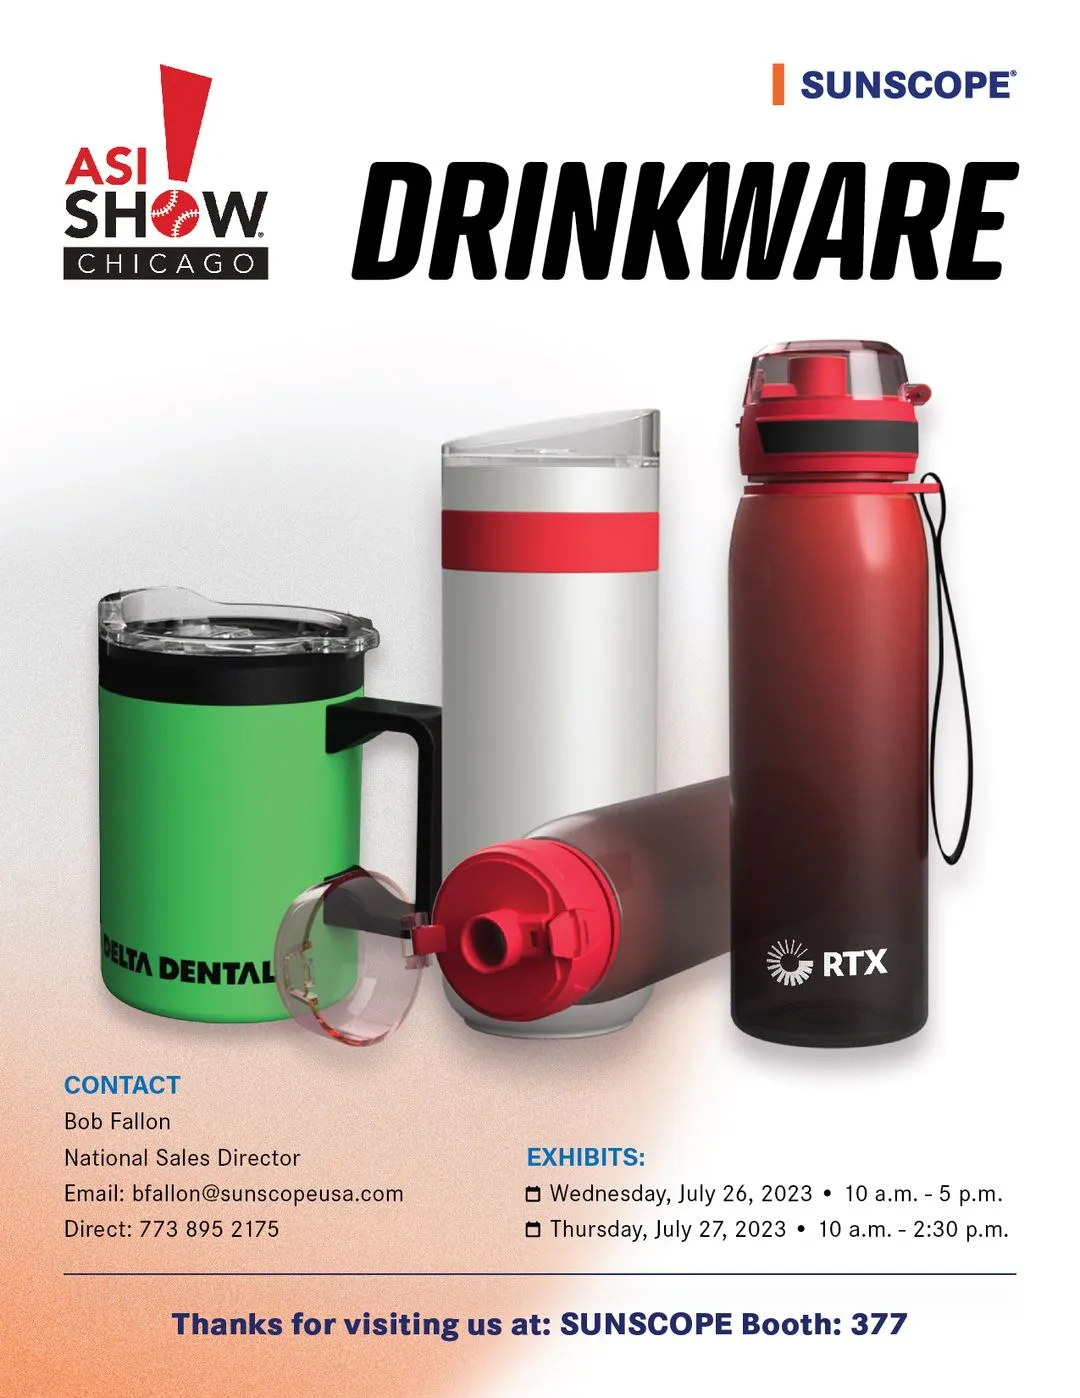 ASI
SHOW®
CHICAGO
SUNSCOPE®
DRINKWARE
DELTA DENTAL
RTX
CONTACT
Bob Fallon
National Sales Director
Email: bfallon@sunscopeusa.com
Direct: 773 895 2175
EXHIBITS:
Wednesday, July 26, 2023 • 10 a.m. - 5 p.m.
Thursday, July 27, 2023 • 10 a.m. - 2:30 p.m.
Thanks for visiting us at: SUNSCOPE Booth: 377